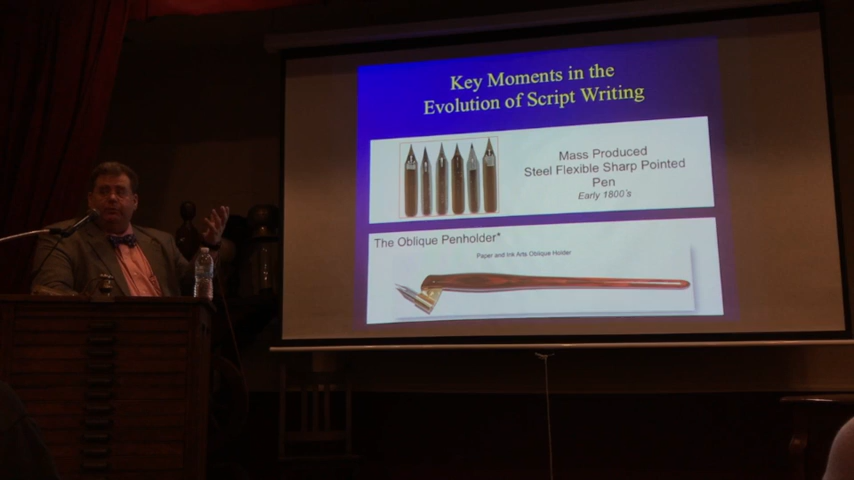 Key Moments in the
Evolution of Script Writing
Mass Produced
Steel Flexible Sharp Pointed
Pen
Early 1800's
The Oblique Penholder*
Paper and Ink Arts Oblique Holder